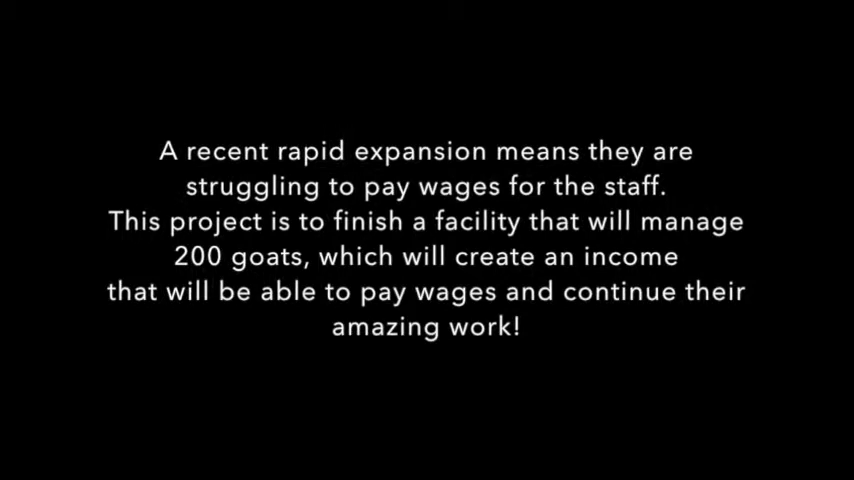 A recent rapid expansion means they are
struggling to pay wages for the staff.
This project is to finish a facility that will manage
200 goats, which will create an income
that will be able to pay wages and continue their
amazing work!